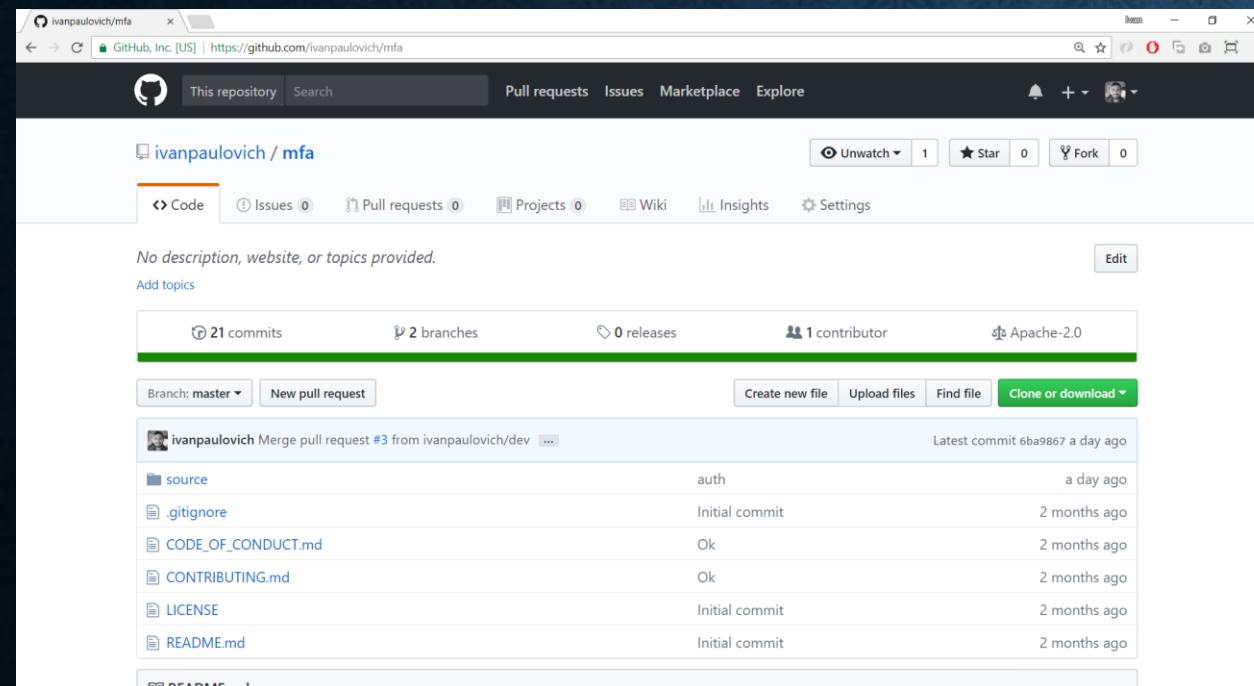 ivanpaulovich/mfa
Ivan
GitHub, Inc. [US] | https://github.com/ivanpaulovich/mfa
This repository Search Pull requests Issues Marketplace Explore
ivanpaulovich / mfa Unwatch 1 Star 0 Fork 0
Code Issues 0 Pull requests 0 Projects 0 Wiki Insights Settings
No description, website, or topics provided. Edit
Add topics
21 commits 2 branches 0 releases 1 contributor Apache-2.0
Branch: master New pull request Create new file Upload files Find file Clone or download
ivanpaulovich Merge pull request #3 from ivanpaulovich/dev ... Latest commit 6ba9867 a day ago
source auth a day ago
.gitignore Initial commit 2 months ago
CODE_OF_CONDUCT.md Ok 2 months ago
CONTRIBUTING.md Ok 2 months ago
LICENSE Initial commit 2 months ago
README.md Initial commit 2 months ago